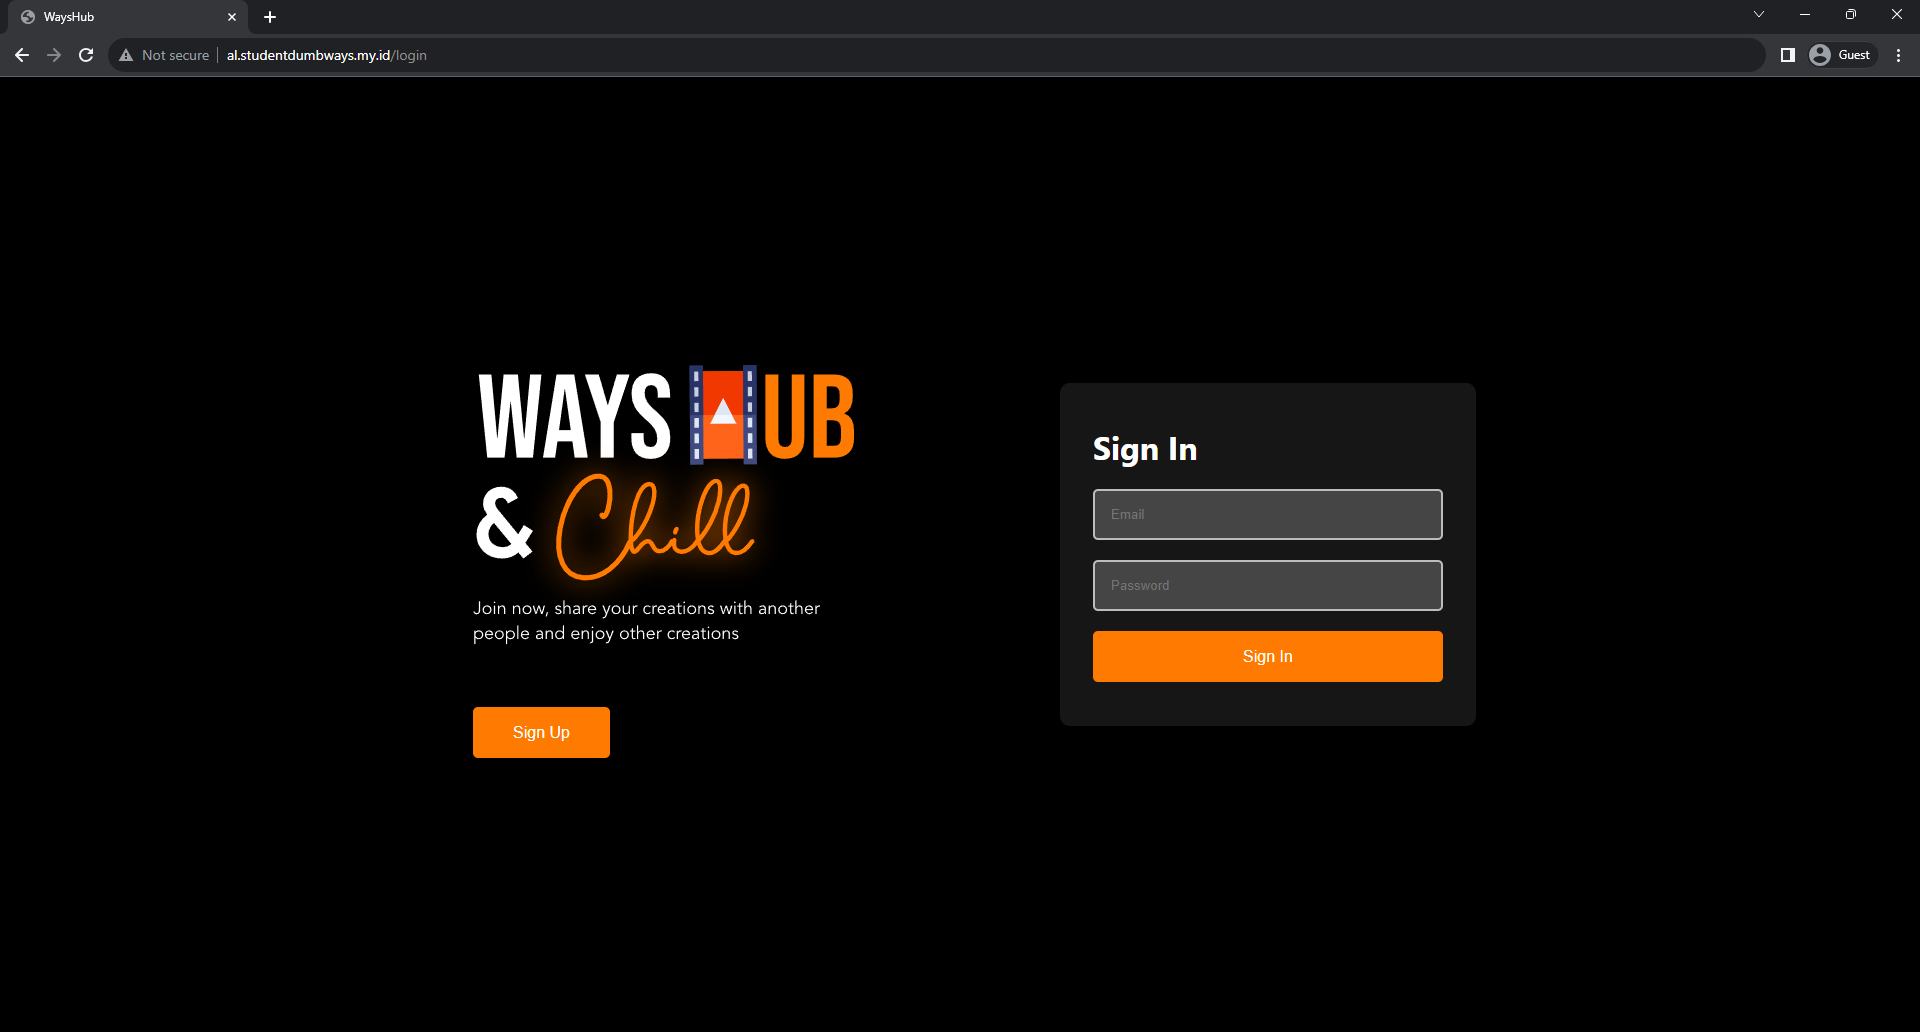 WaysHub
Guest
Not secure
al.studentdumbways.my.id/login
WAYS HUB
& Chill
Join now, share your creations with another
people and enjoy other creations
Sign Up
Sign In
Email
Password
Sign In